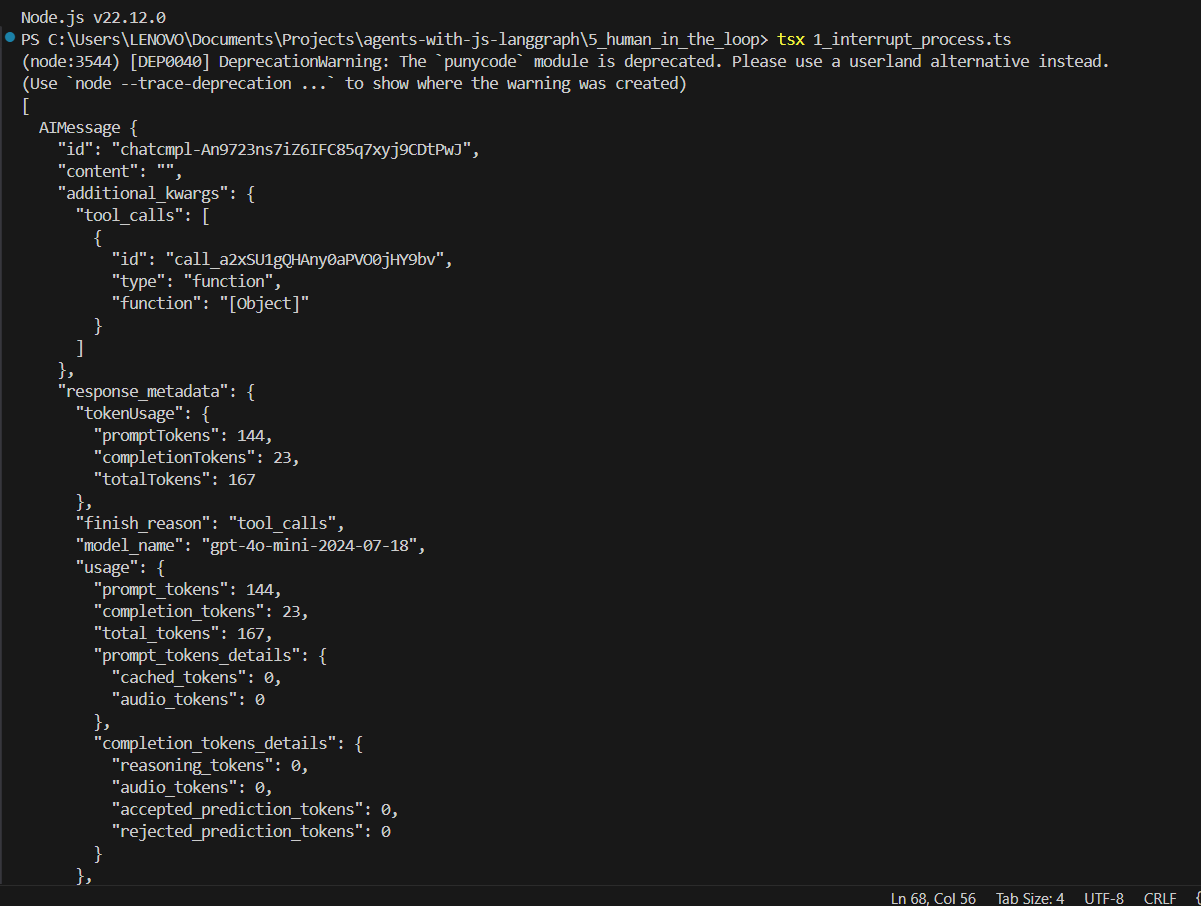 Node.js v22.12.0
PS C:\Users\LENOVO\Documents\Projects\agents-with-js-langgraph\5_human_in_the_loop> tsx 1_interrupt_process.ts
(node:3544) [DEP0040] DeprecationWarning: The `punycode` module is deprecated. Please use a userland alternative instead.
(Use `node --trace-deprecation ...` to show where the warning was created)
[
  AIMessage {
    "id": "chatcmpl-An9723ns7iZ6IFC85q7xyj9CDtPwJ",
    "content": "",
    "additional_kwargs": {
      "tool_calls": [
        {
          "id": "call_a2xSU1gQHAny0aPVO0jHY9bv",
          "type": "function",
          "function": "[Object]"
        }
      ]
    },
    "response_metadata": {
      "tokenUsage": {
        "promptTokens": 144,
        "completionTokens": 23,
        "totalTokens": 167
      },
      "finish_reason": "tool_calls",
      "model_name": "gpt-4o-mini-2024-07-18",
      "usage": {
        "prompt_tokens": 144,
        "completion_tokens": 23,
        "total_tokens": 167,
        "prompt_tokens_details": {
          "cached_tokens": 0,
          "audio_tokens": 0
        },
        "completion_tokens_details": {
          "reasoning_tokens": 0,
          "audio_tokens": 0,
          "accepted_prediction_tokens": 0,
          "rejected_prediction_tokens": 0
        }
      },
Ln 68, Col 56 Tab Size: 4 UTF-8 CRLF {